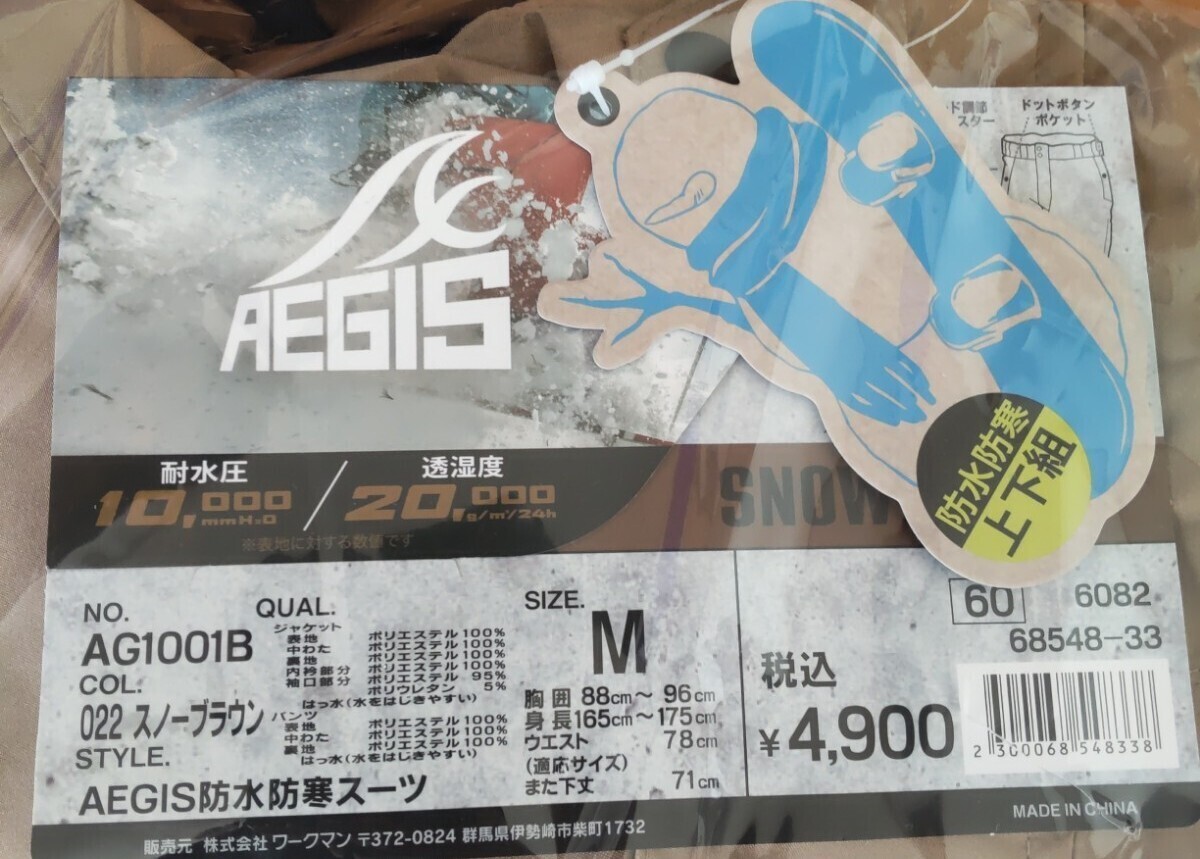 ド調節
スター
ドットボタン
ポケット
AEGIS
耐水圧
10,000
mmH₂O
透湿度
20,000
g/m²/24h
※表地に対する数値です
SNOW
防水防寒
上下組
NO.
AG1001B
COL.
022 スノーブラウン
STYLE.
AEGIS防水防寒スーツ
QUAL.
ジャケット
表地 ポリエステル100%
中わた ポリエステル100%
裏地 ポリエステル100%
内衿部分 ポリエステル100%
袖口部分 ポリエステル 95%
ポリウレタン 5%
はっ水(水をはじきやすい)
パンツ
表地 ポリエステル100%
中わた ポリエステル100%
裏地 ポリエステル100%
はっ水(水をはじきやすい)
SIZE.
M
胸囲 88cm〜 96cm
身長165cm〜175cm
ウエスト 78cm
(適応サイズ)
また下丈 71cm
60 6082
68548-33
税込
¥4,900
2 300068 548338
MADE IN CHINA
販売元 株式会社 ワークマン 〒372-0824 群馬県伊勢崎市柴町1732